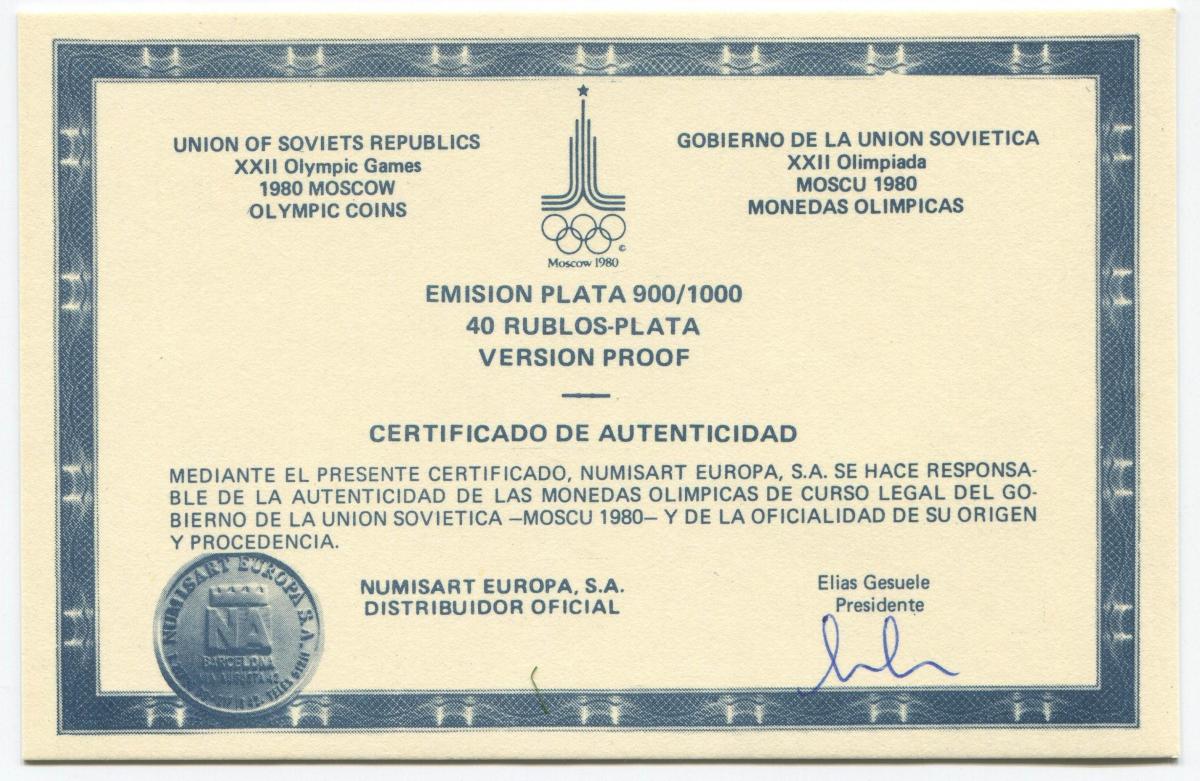 UNION OF SOVIETS REPUBLICS
XXII Olympic Games
1980 MOSCOW
OLYMPIC COINS
GOBIERNO DE LA UNION SOVIETICA
XXII Olimpiada
MOSCU 1980
MONEDAS OLIMPICAS
©
Moscow 1980
EMISION PLATA 900/1000
40 RUBLOS-PLATA
VERSION PROOF
CERTIFICADO DE AUTENTICIDAD
MEDIANTE EL PRESENTE CERTIFICADO, NUMISART EUROPA, S.A. SE HACE RESPONSA-
BLE DE LA AUTENTICIDAD DE LAS MONEDAS OLIMPICAS DE CURSO LEGAL DEL GO-
BIERNO DE LA UNION SOVIETICA —MOSCU 1980— Y DE LA OFICIALIDAD DE SU ORIGEN
Y PROCEDENCIA.
NUMISART EUROPA, S.A.
DISTRIBUIDOR OFICIAL
Elias Gesuele
Presidente
NUMISART EUROPA S.A.
NA
BARCELONA